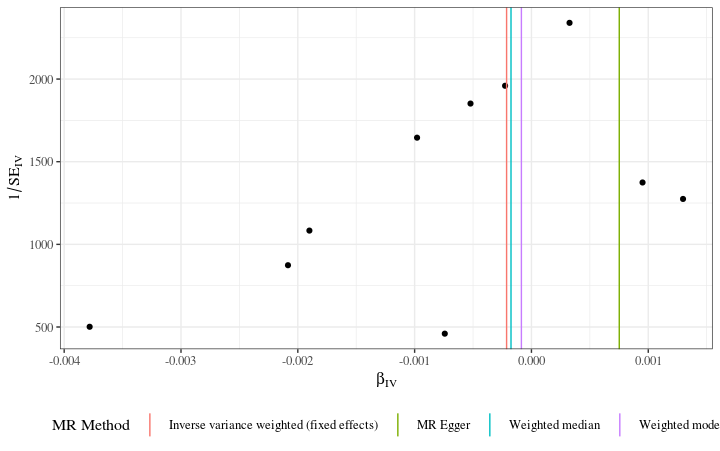 2000
1500
1000
500
1/SE_IV
-0.004 -0.003 -0.002 -0.001 0.000 0.001
β_IV
MR Method Inverse variance weighted (fixed effects) MR Egger Weighted median Weighted mode